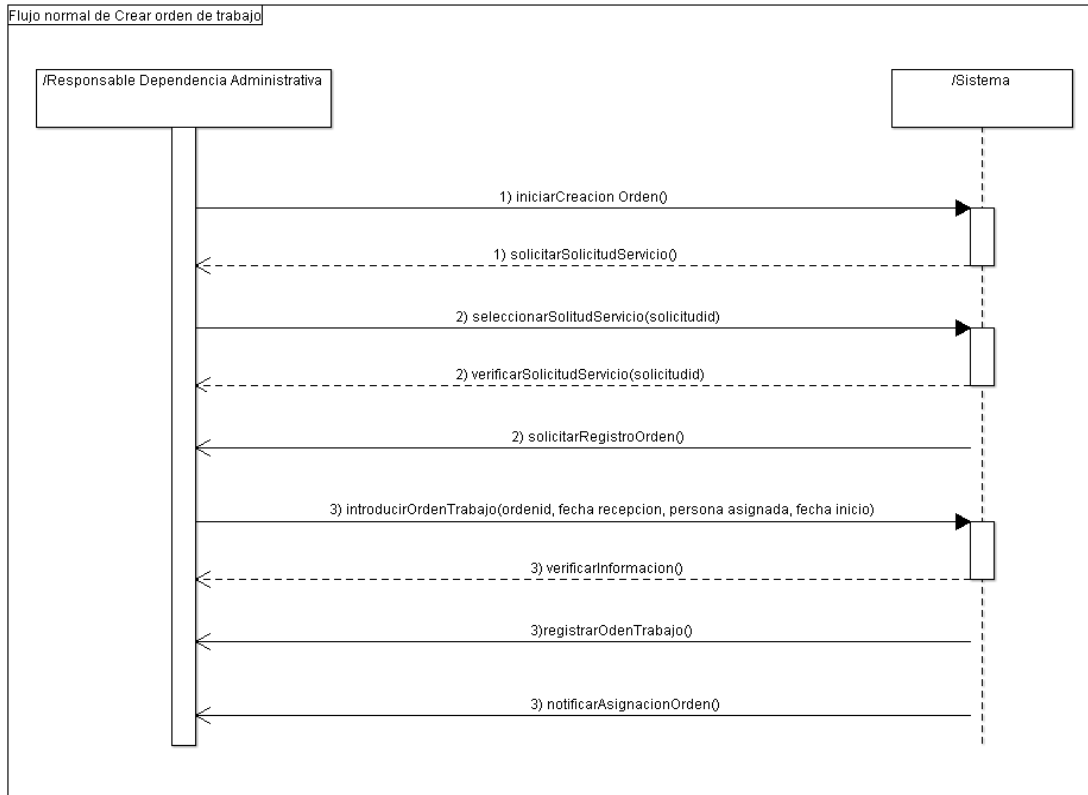 Flujo normal de Crear orden de trabajo
/Responsable Dependencia Administrativa
/Sistema
1) iniciarCreacion Orden()
1) solicitarSolicitudServicio()
2) seleccionarSolitudServicio(solicitudid)
2) verificarSolicitudServicio(solicitudid)
2) solicitarRegistroOrden()
3) introducirOrdenTrabajo(ordenid, fecha recepcion, persona asignada, fecha inicio)
3) verificarInformacion()
3)registrarOdenTrabajo()
3) notificarAsignacionOrden()